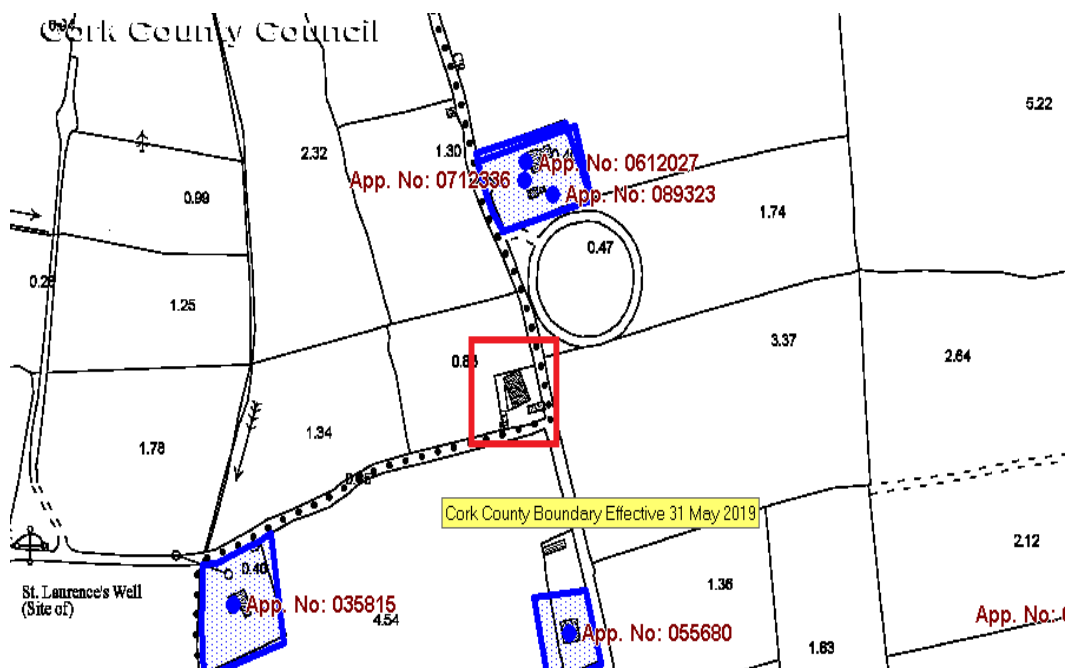 Cork County Council
5.22
2.32
1.30
App. No: 0612027
App. No: 0712336
App. No: 089323
0.99
1.74
0.47
1.25
3.37
2.64
1.34
1.78
Cork County Boundary Effective 31 May 2019
2.12
0.40
1.36
St. Laurence's Well
(Site of)
App. No: 035815
4.54
App. No: 055680
App. No:
1.63